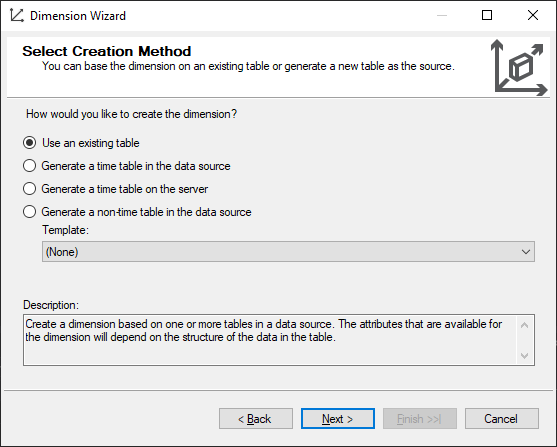 Dimension Wizard
Select Creation Method
You can base the dimension on an existing table or generate a new table as the source.
How would you like to create the dimension?
Use an existing table
Generate a time table in the data source
Generate a time table on the server
Generate a non-time table in the data source
Template:
(None)
Description:
Create a dimension based on one or more tables in a data source. The attributes that are available for
the dimension will depend on the structure of the data in the table.
< Back
Next >
Finish >>|
Cancel